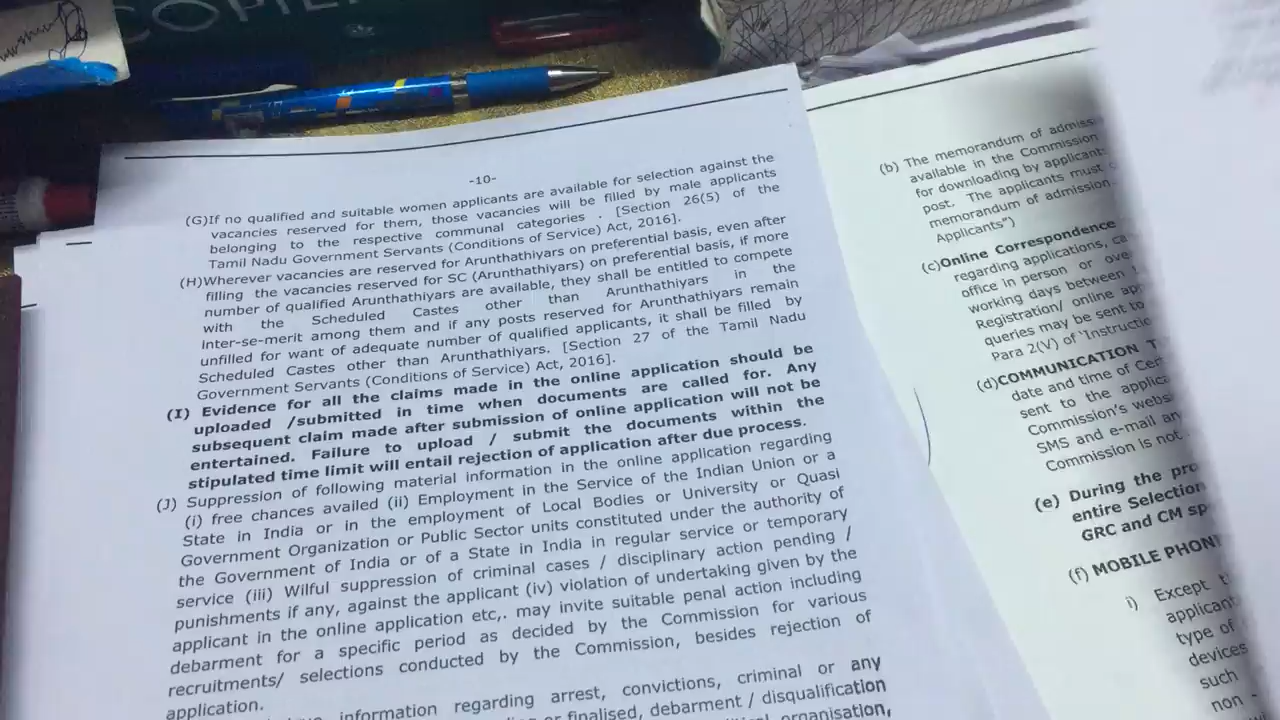 COPIER
-10-
(G)If no qualified and suitable women applicants are available for selection against the
vacancies reserved for them, those vacancies will be filled by male applicants
belonging to the respective communal categories . [Section 26(5) of the
Tamil Nadu Government Servants (Conditions of Service) Act, 2016].
(H)Wherever vacancies are reserved for Arunthathiyars on preferential basis, even after
filling the vacancies reserved for SC (Arunthathiyars) on preferential basis, if more
number of qualified Arunthathiyars are available, they shall be entitled to compete
with the Scheduled Castes other than Arunthathiyars in the
Inter-se-merit among them and if any posts reserved for Arunthathiyars remain
unfilled for want of adequate number of qualified applicants, it shall be filled by
Scheduled Castes other than Arunthathiyars. [Section 27 of the Tamil Nadu
Government Servants (Conditions of Service) Act, 2016].
(I) Evidence for all the claims made in the online application should be
uploaded /submitted in time when documents are called for. Any
subsequent claim made after submission of online application will not be
entertained. Failure to upload / submit the documents within the
stipulated time limit will entail rejection of application after due process.
(J) Suppression of following material information in the online application regarding
(i) free chances availed (ii) Employment in the Service of the Indian Union or a
State in India or in the employment of Local Bodies or University or Quasi
Government Organization or Public Sector units constituted under the authority of
the Government of India or of a State in India in regular service or temporary
service (iii) Wilful suppression of criminal cases / disciplinary action pending /
punishments if any, against the applicant (iv) violation of undertaking given by the
applicant in the online application etc,. may invite suitable penal action including
debarment for a specific period as decided by the Commission for various
recruitments/ selections conducted by the Commission, besides rejection of
application.
information regarding arrest, convictions, criminal or any
or finalised, debarment / disqualification
organisation,
(b) The memorandum of
available in the Commission
for downloading by
post. The applicants must
memorandum of admission
Applicants")
(c)Online Correspondence
regarding applications,
office in person or
working days between
Registration/ online
queries may be sent to
Para 2(V) of
(d)COMMUNICATION
date and time of
sent to the
Commission's
SMS and e-mail
Commission is not
(e) During the
entire Selection
GRC and CM
(f) MOBILE
i) Except
type of
devices
such
non